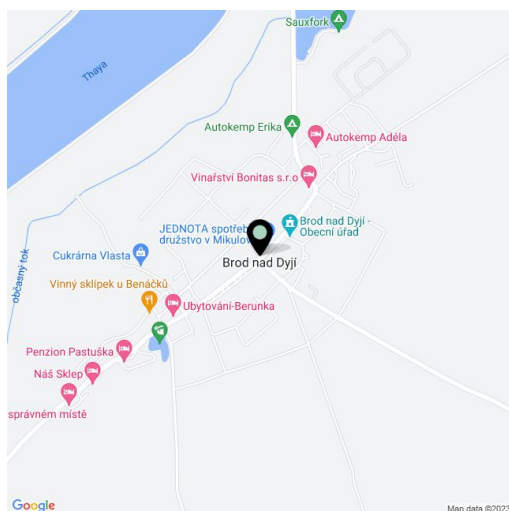 Sauxfork
Thaya
Autokemp Erika
Autokemp Adéla
Vinařství Bonitas s.r.o
Brod nad Dyjí -
Obecní úřad
JEDNOTA spotřeb
družstvo v Mikulov
Cukrárna Vlasta
Brod nad Dyjí
občasný tok
Vinný sklípek u Benáčků
Ubytování-Berunka
Penzion Pastuška
Náš Sklep
správném místě
Google
Map data ©2023